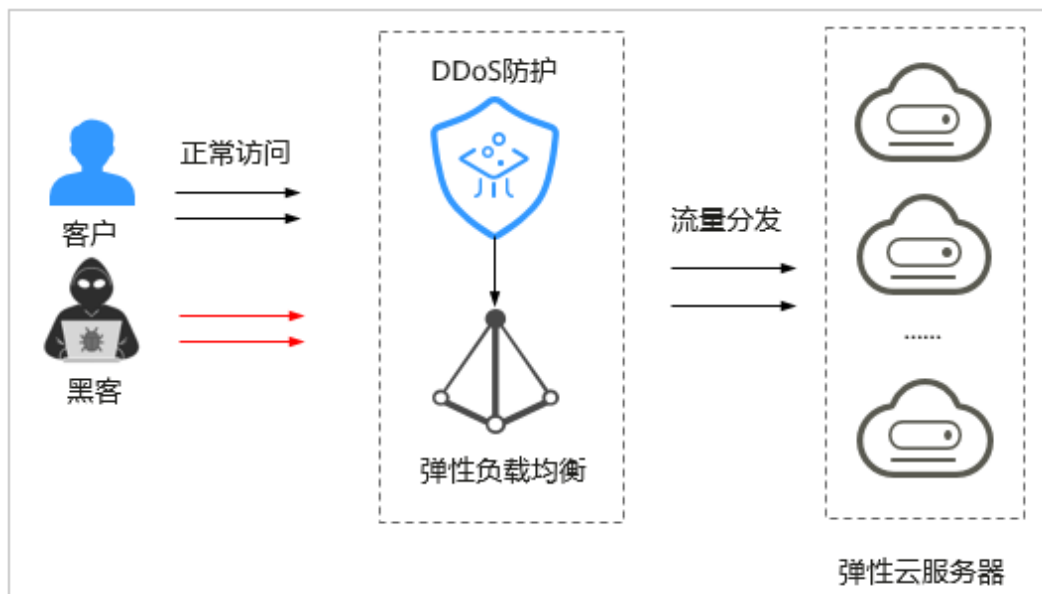 DDoS防护
正常访问
客户
流量分发
黑客
......
弹性负载均衡
弹性云服务器